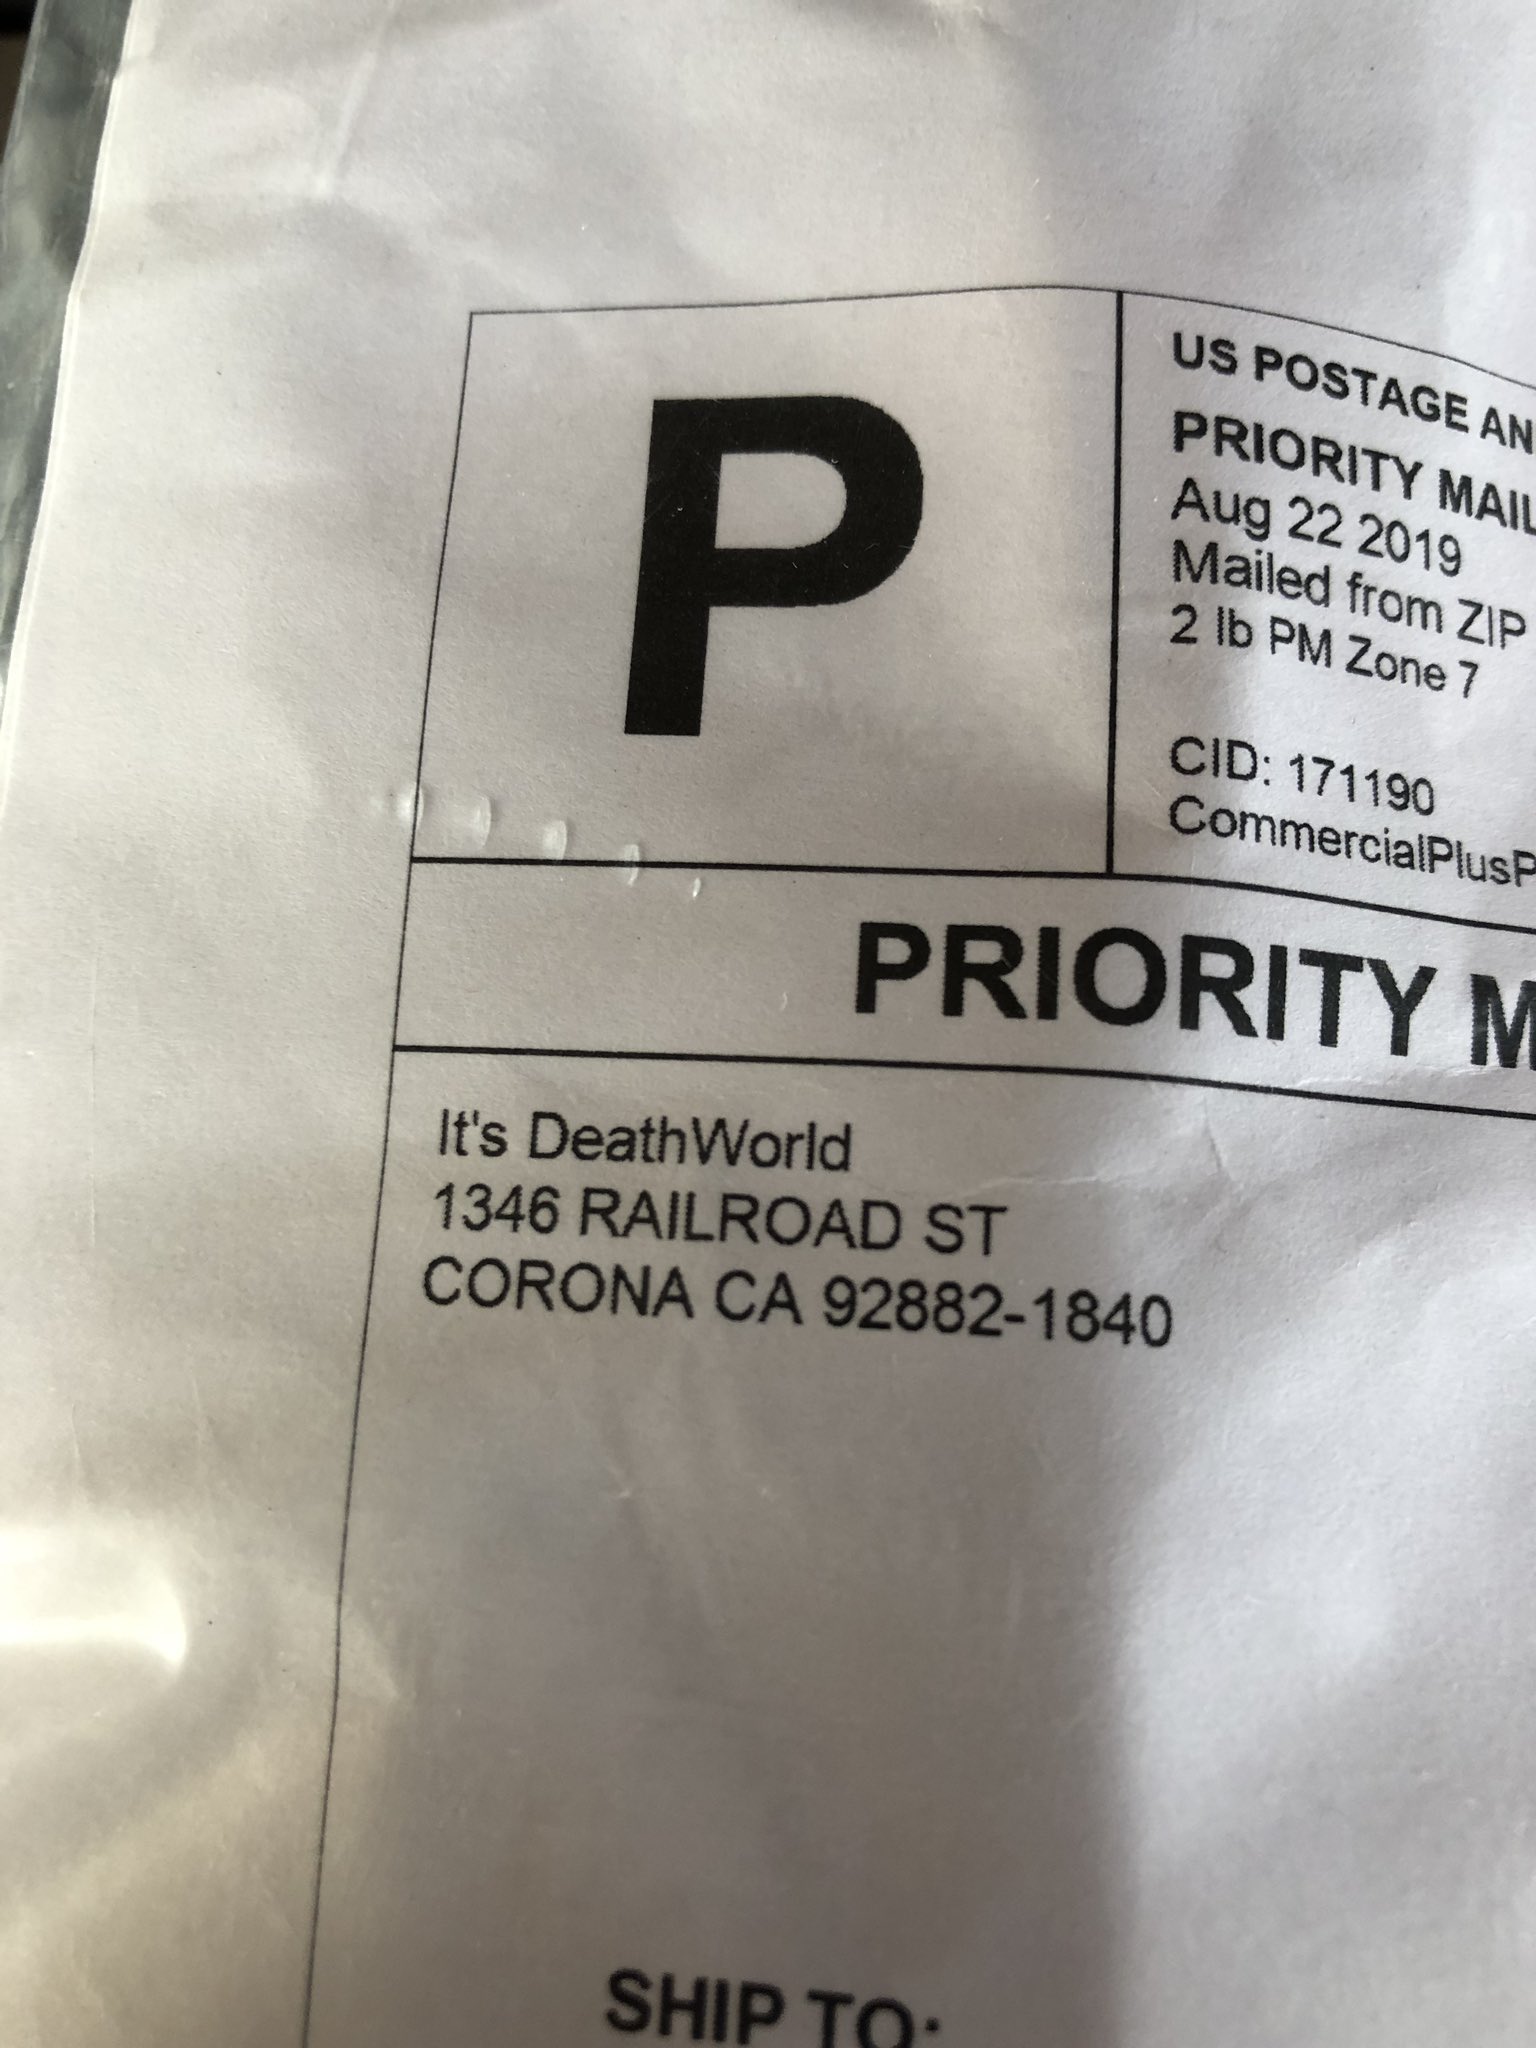 P
US POSTAGE AN
PRIORITY MAIL
Aug 22 2019
Mailed from ZIP
2 lb PM Zone 7
CID: 171190
CommercialPlusP
PRIORITY M
It's DeathWorld
1346 RAILROAD ST
CORONA CA 92882-1840
SHIP TO: